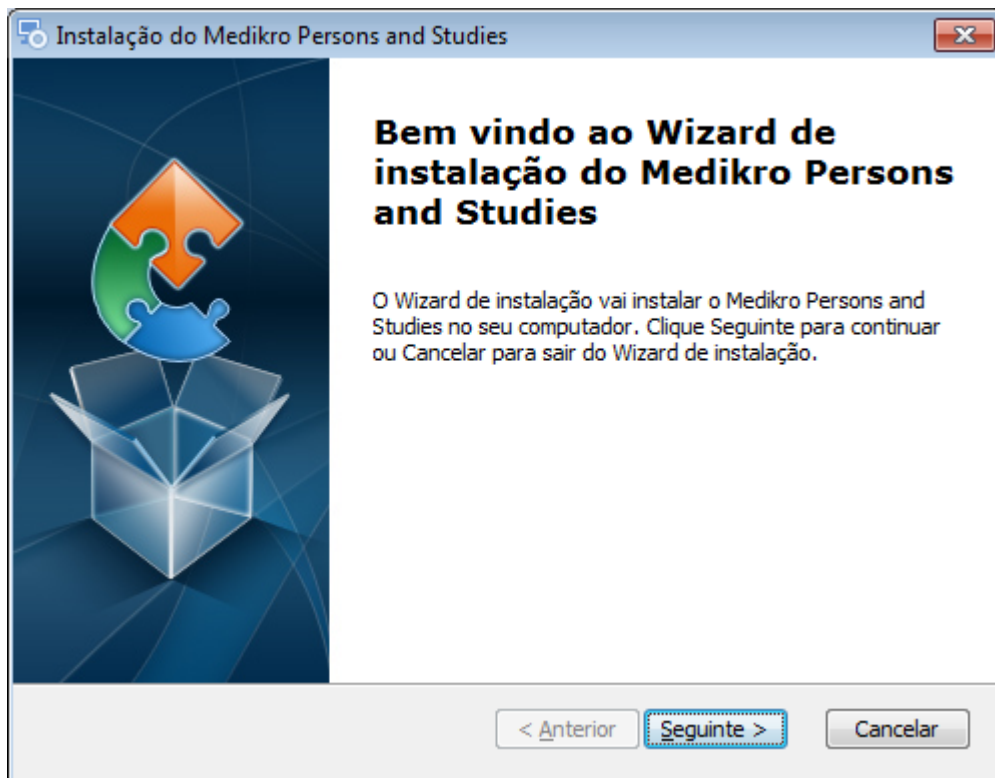 Instalação do Medikro Persons and Studies
Bem vindo ao Wizard de
instalação do Medikro Persons
and Studies
O Wizard de instalação vai instalar o Medikro Persons and
Studies no seu computador. Clique Seguinte para continuar
ou Cancelar para sair do Wizard de instalação.
< Anterior Seguinte > Cancelar